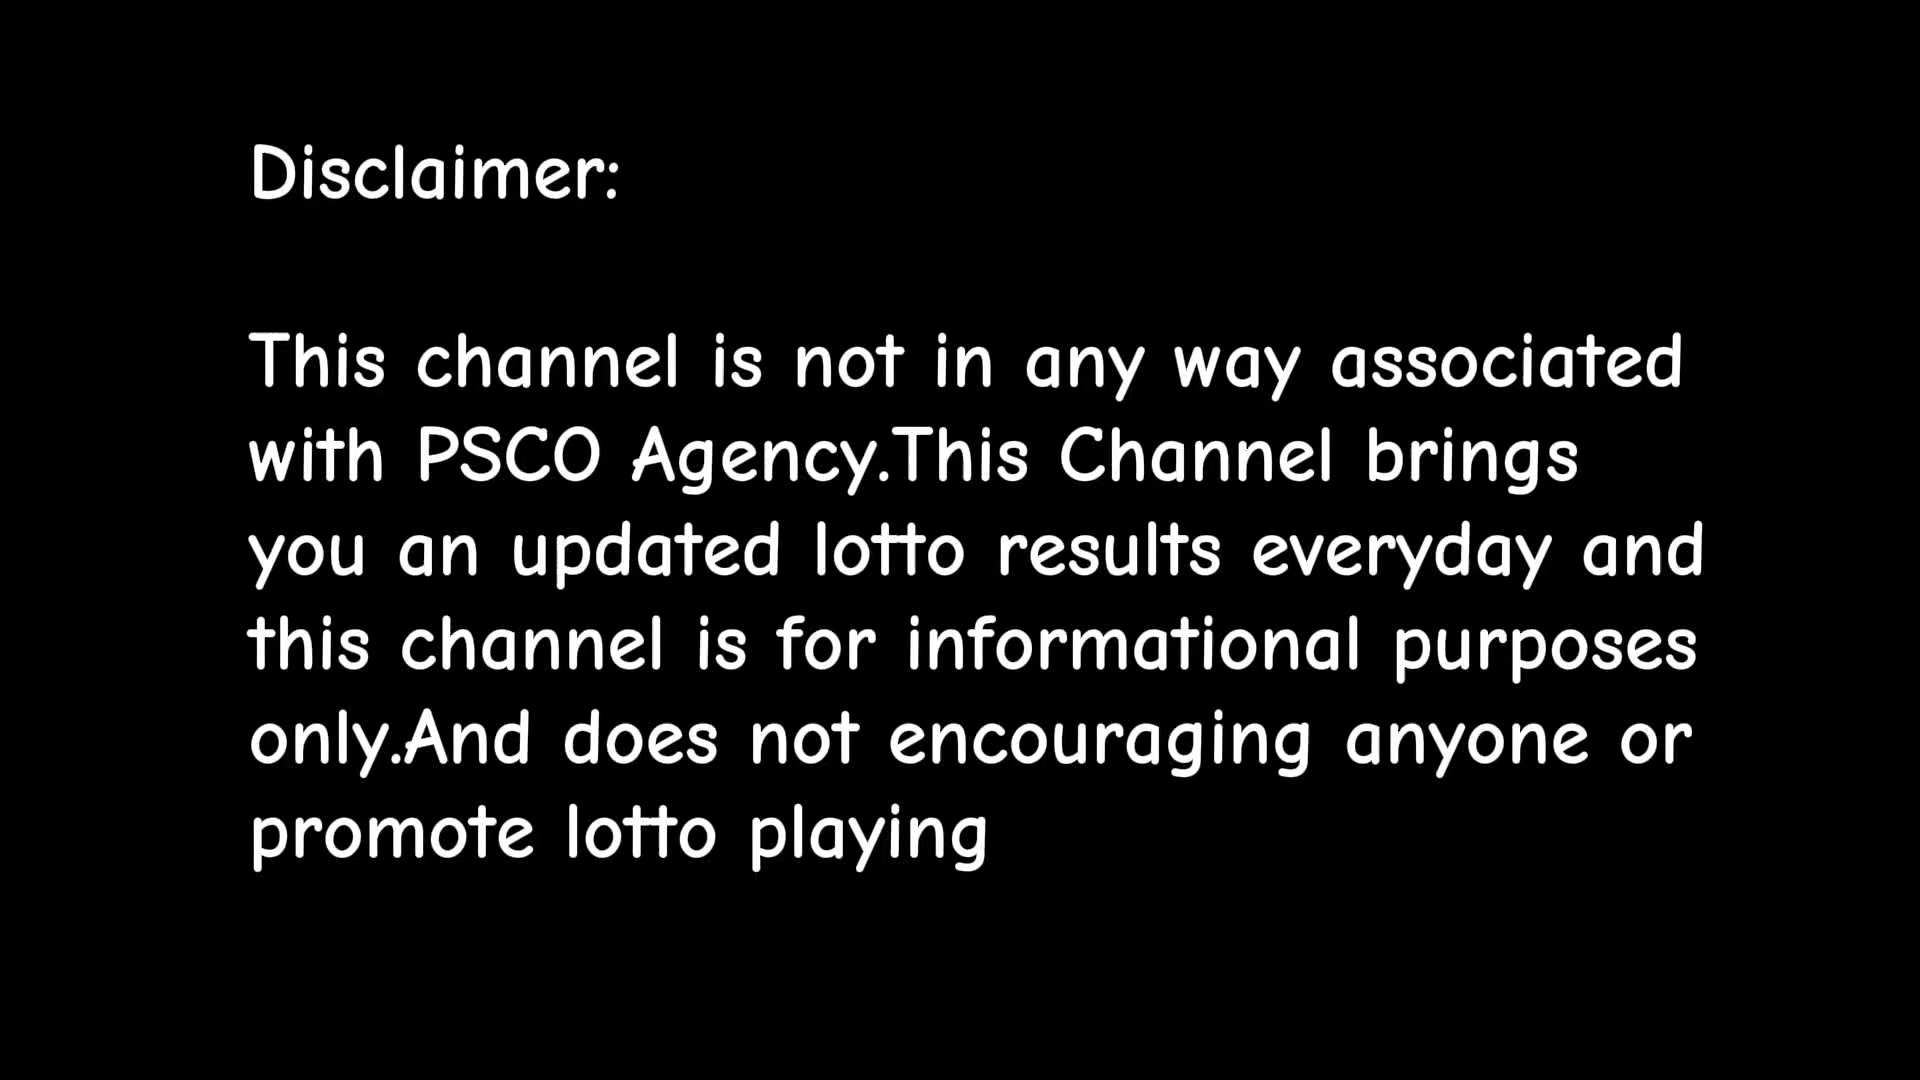 Disclaimer:
This channel is not in any way associated
with PSCO Agency.This Channel brings
you an updated lotto results everyday and
this channel is for informational purposes
only.And does not encouraging anyone or
promote lotto playing